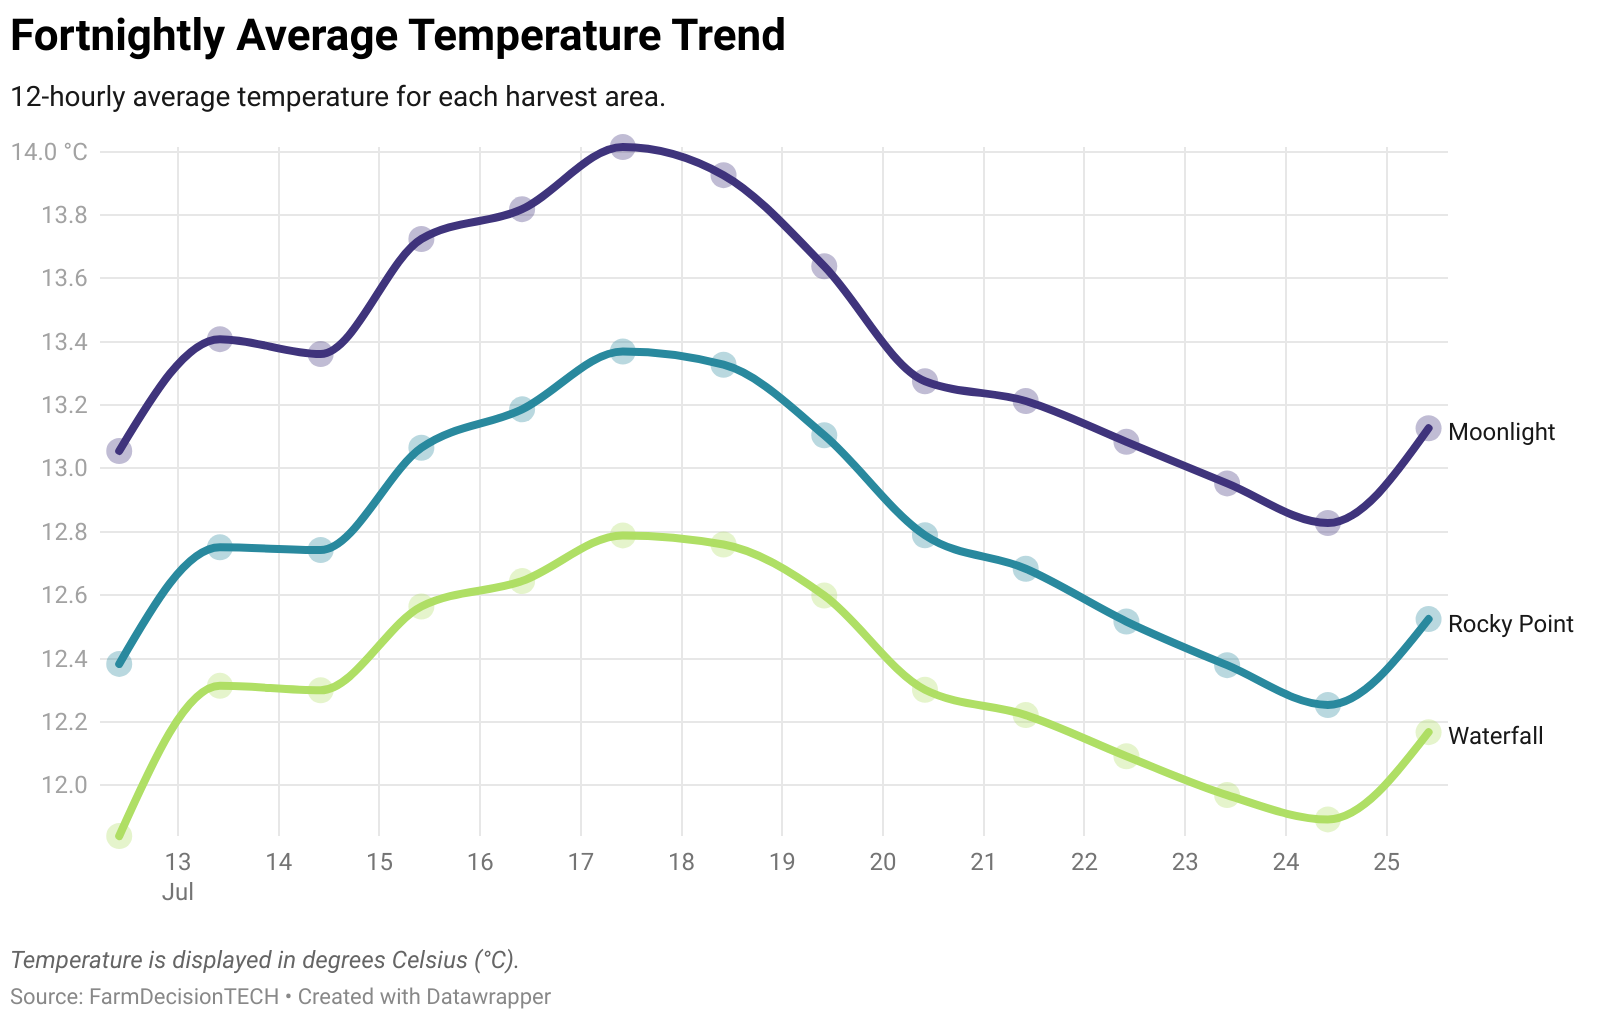 Fortnightly Average Temperature Trend
12-hourly average temperature for each harvest area.
14.0 °C
13.8
13.6
13.4
13.2
13.0
12.8
12.6
12.4
12.2
12.0
Moonlight
Rocky Point
Waterfall
13 14 15 16 17 18 19 20 21 22 23 24 25
Jul
Temperature is displayed in degrees Celsius (°C).
Source: FarmDecisionTECH • Created with Datawrapper